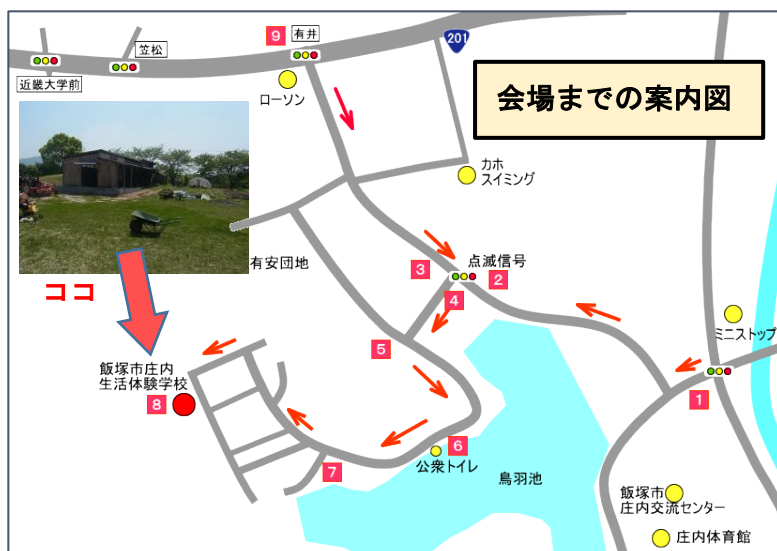 会場までの案内図
9
有井
201
笠松
近畿大学前
ローソン
カホ
スイミング
点滅信号
3
2
4
有安団地
ココ
ミニストップ
5
飯塚市庄内
生活体験学校
8
1
6
公衆トイレ
7
鳥羽池
飯塚市
庄内交流センター
庄内体育館